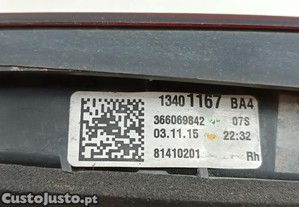 13401167 BA4
366069842 07S
03.11.15 22:32
81410201 Rh
CustoJusto.pt